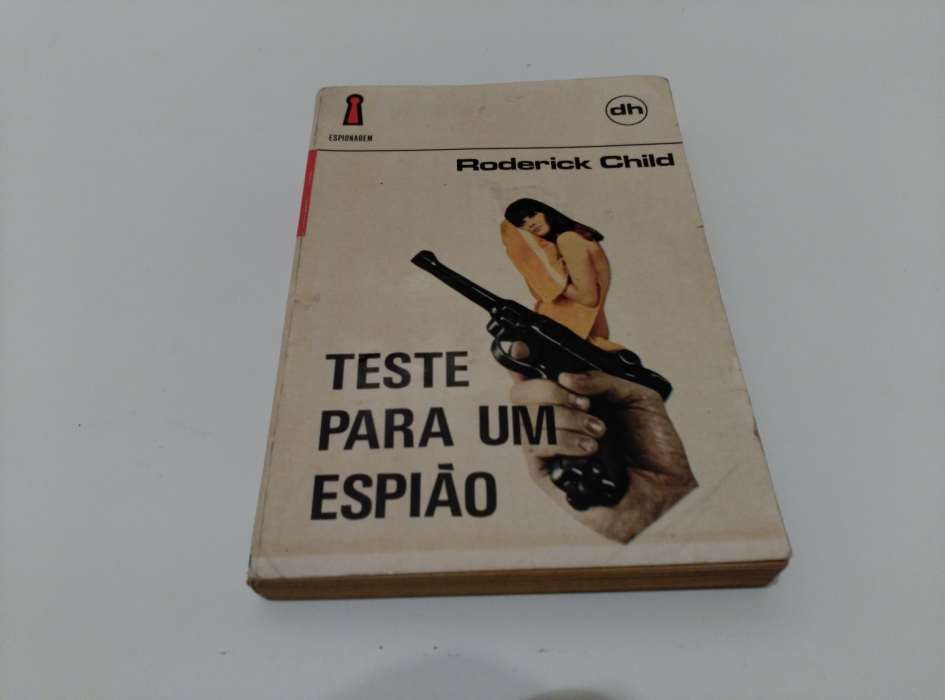 ESPIONAGEM
dh
Roderick Child
TESTE
PARA UM
ESPIÃO